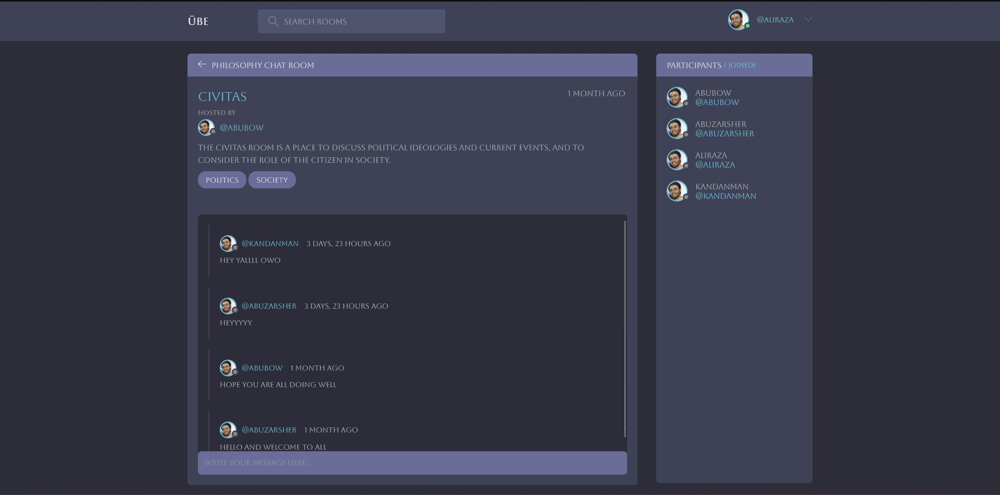 ÜBE
SEARCH ROOMS
@ALIRAZA
PHILOSOPHY CHAT ROOM
CIVITAS
1 MONTH AGO
HOSTED BY
@ABUBOW
THE CIVITAS ROOM IS A PLACE TO DISCUSS POLITICAL IDEOLOGIES AND CURRENT EVENTS, AND TO
CONSIDER THE ROLE OF THE CITIZEN IN SOCIETY.
POLITICS SOCIETY
@KANDANMAN 3 DAYS, 23 HOURS AGO
HEY YALLLL OWO
@ABUZARSHER 3 DAYS, 23 HOURS AGO
HEYYYYY
@ABUBOW 1 MONTH AGO
HOPE YOU ARE ALL DOING WELL
@ABUZARSHER 1 MONTH AGO
HELLO AND WELCOME TO ALL
WRITE YOUR MESSAGE HERE...
PARTICIPANTS ( JOINED)
ABUBOW
@ABUBOW
ABUZARSHER
@ABUZARSHER
ALIRAZA
@ALIRAZA
KANDANMAN
@KANDANMAN